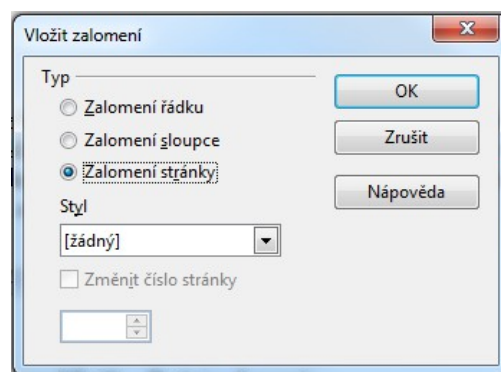 Vložit zalomení
Typ
Zalomení řádku
Zalomení sloupce
Zalomení stránky
Styl
[žádný]
Změnit číslo stránky
OK
Zrušit
Nápověda